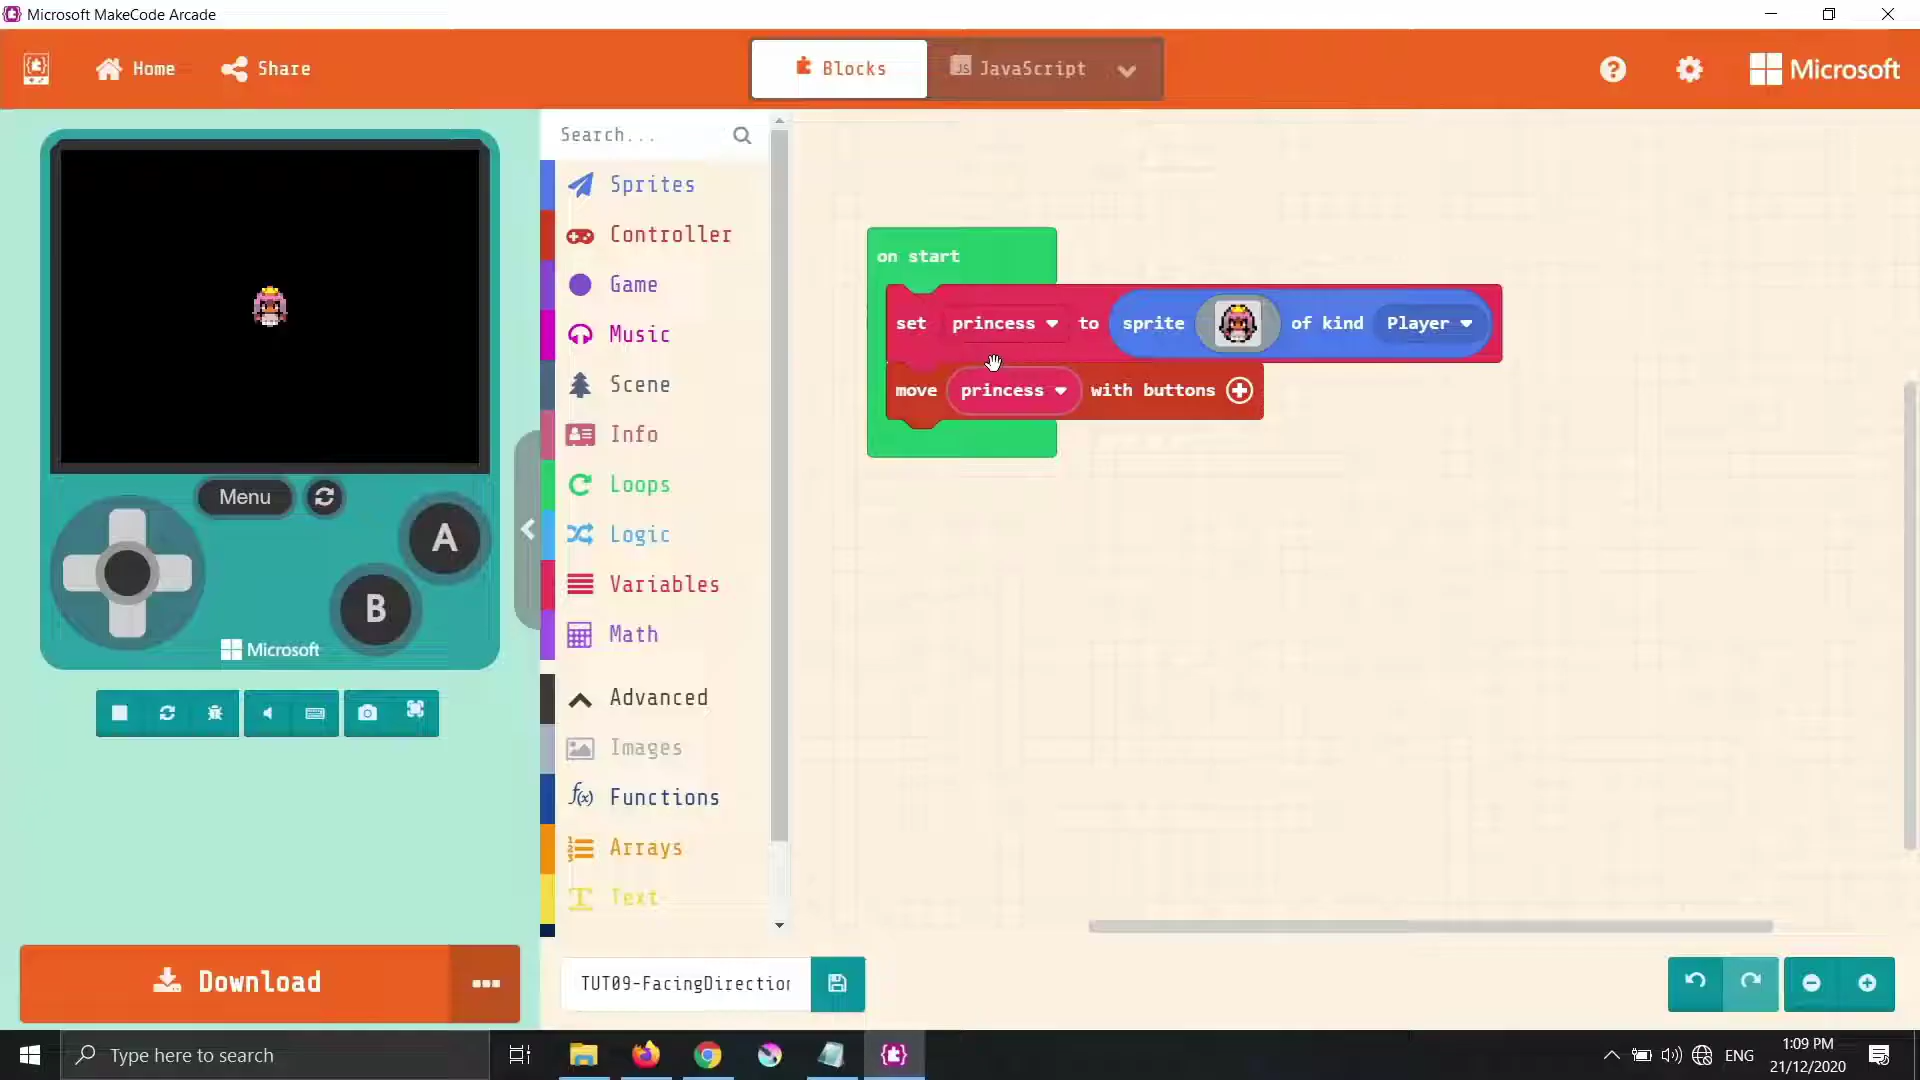 Microsoft MakeCode Arcade
Home
Share
Blocks
JavaScript
Microsoft
Search...
Sprites
Controller
Game
Music
Scene
Info
Loops
Logic
Variables
Math
Advanced
Images
Functions
Arrays
Text
Menu
A
B
Microsoft
on start
set princess to sprite of kind Player
move princess with buttons
Download
TUT09-FacingDirection
Type here to search
ENG
1:09 PM
21/12/2020